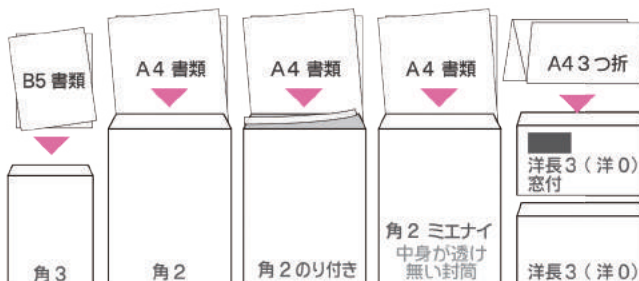 B5 書類
A4 書類
A4 書類
A4 書類
A4 3つ折
角3
角2
角2のり付き
角2 ミエナイ
中身が透け
無い封筒
洋長3（洋0）
窓付
洋長3（洋0）